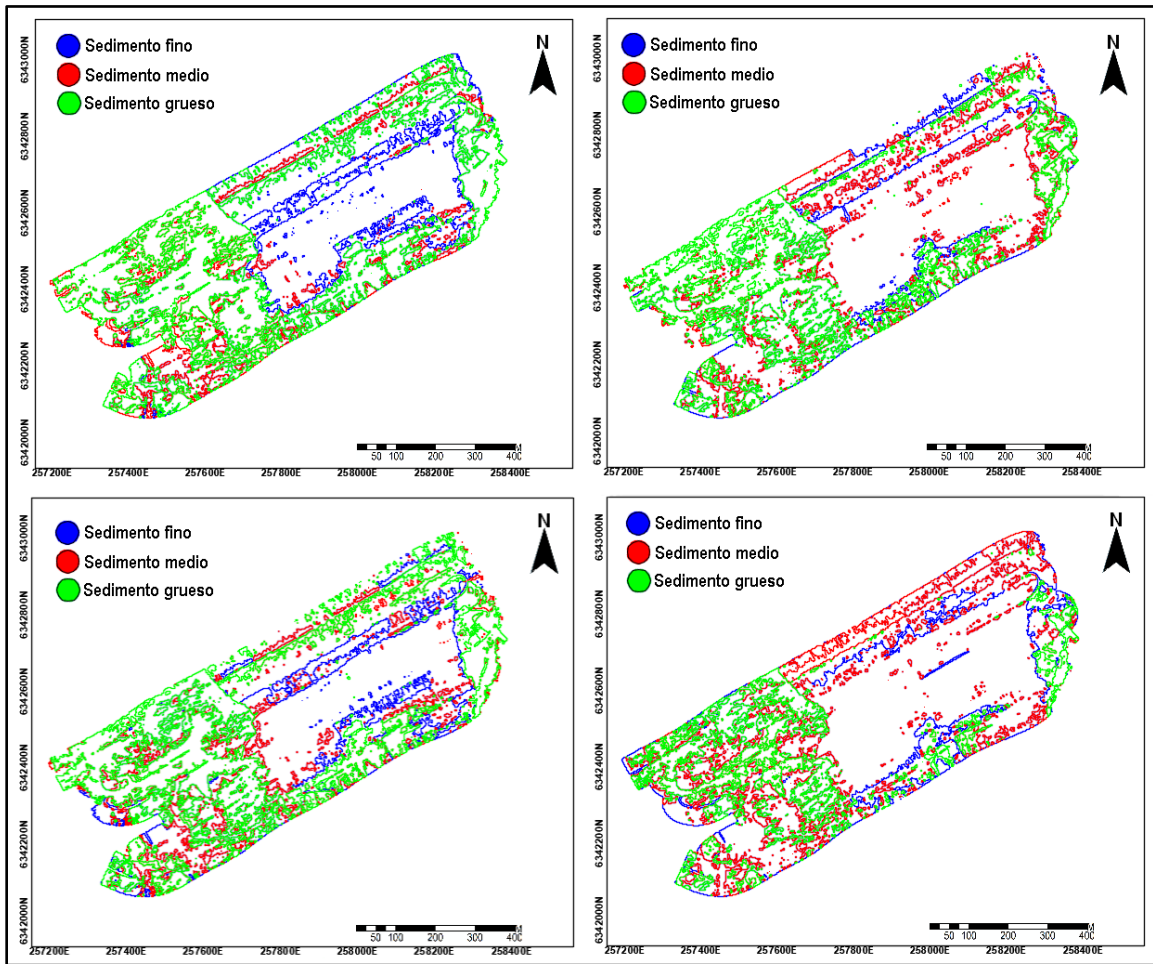 Sedimento fino
Sedimento medio
Sedimento grueso
N
6343000N
6342800N
6342600N
6342400N
6342200N
6342000N
50 100 200 300 400
257200E 257400E 257600E 257800E 258000E 258200E 258400E
Sedimento fino
Sedimento medio
Sedimento grueso
N
6343000N
6342800N
6342600N
6342400N
6342200N
6342000N
50 100 200 300 400
257200E 257400E 257600E 257800E 258000E 258200E 258400E
Sedimento fino
Sedimento medio
Sedimento grueso
N
6343000N
6342800N
6342600N
6342400N
6342200N
6342000N
50 100 200 300 400
257200E 257400E 257600E 257800E 258000E 258200E 258400E
Sedimento fino
Sedimento medio
Sedimento grueso
N
6343000N
6342800N
6342600N
6342400N
6342200N
6342000N
50 100 200 300 400
257200E 257400E 257600E 257800E 258000E 258200E 258400E